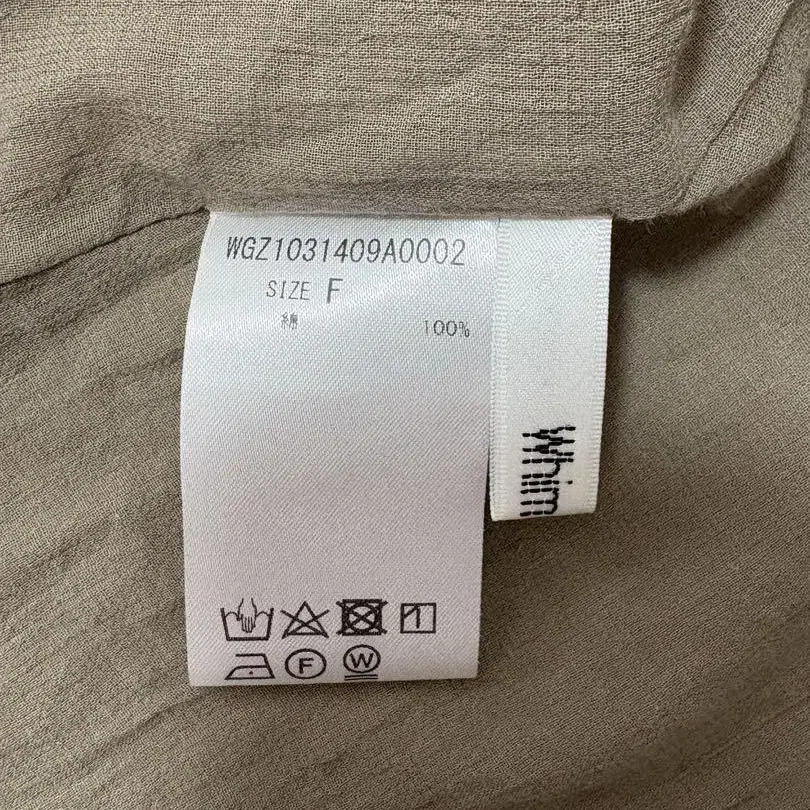 WGZ1031409A0002
SIZE F
綿 100%
Whim
F
W